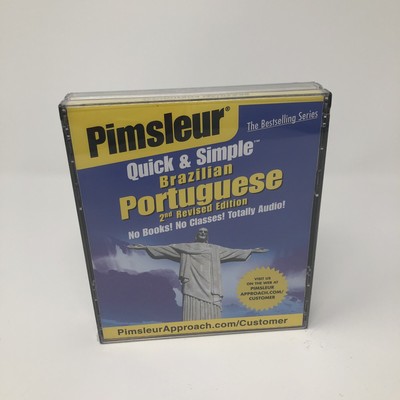 Pimsleur®
The Bestselling Series
Quick & Simple™
Brazilian
Portuguese
2nd Revised Edition
No Books! No Classes! Totally Audio!
VISIT US
ON THE WEB AT
PIMSLEUR
APPROACH.COM/
CUSTOMER
PimsleurApproach.com/Customer